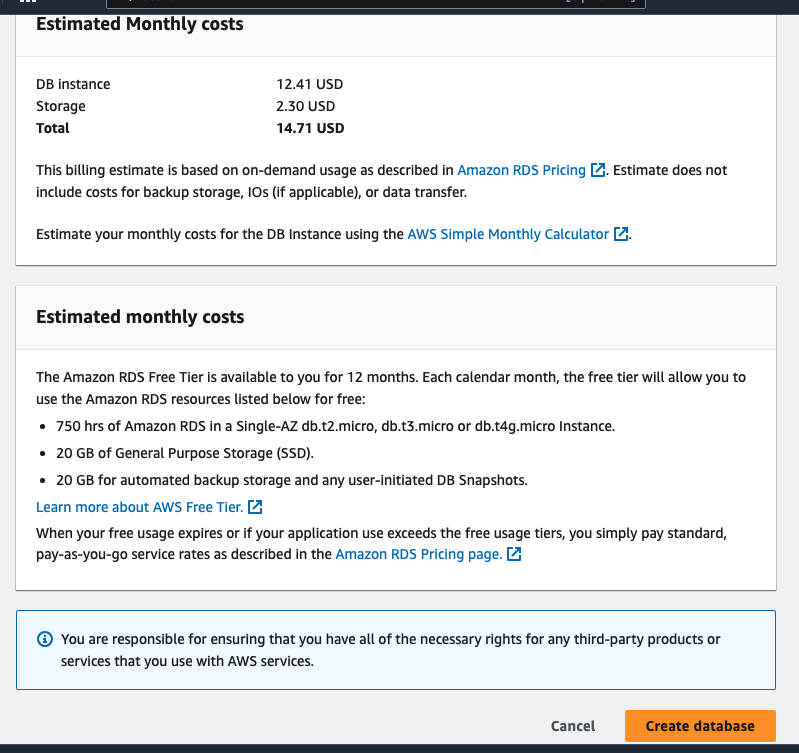 Estimated Monthly costs
DB instance 12.41 USD
Storage 2.30 USD
Total 14.71 USD
This billing estimate is based on on-demand usage as described in Amazon RDS Pricing. Estimate does not
include costs for backup storage, IOs (if applicable), or data transfer.
Estimate your monthly costs for the DB Instance using the AWS Simple Monthly Calculator.
Estimated monthly costs
The Amazon RDS Free Tier is available to you for 12 months. Each calendar month, the free tier will allow you to
use the Amazon RDS resources listed below for free:
• 750 hrs of Amazon RDS in a Single-AZ db.t2.micro, db.t3.micro or db.t4g.micro Instance.
• 20 GB of General Purpose Storage (SSD).
• 20 GB for automated backup storage and any user-initiated DB Snapshots.
Learn more about AWS Free Tier.
When your free usage expires or if your application use exceeds the free usage tiers, you simply pay standard,
pay-as-you-go service rates as described in the Amazon RDS Pricing page.
You are responsible for ensuring that you have all of the necessary rights for any third-party products or
services that you use with AWS services.
Cancel Create database